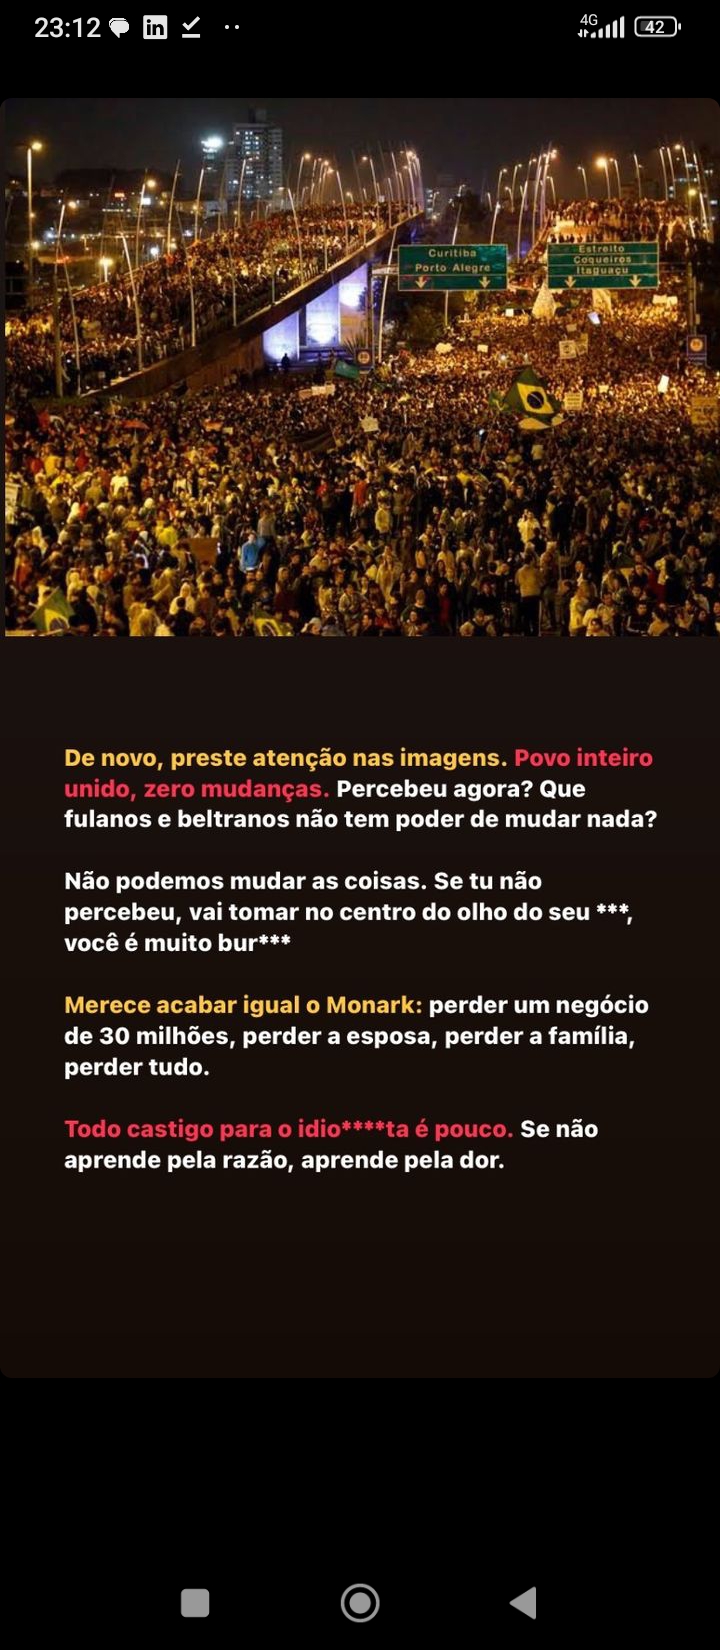 23:12
4G
42
Curitiba
Porto Alegre
Estreito
Coqueiros
Itaguaçu
De novo, preste atenção nas imagens. Povo inteiro
unido, zero mudanças. Percebeu agora? Que
fulanos e beltranos não tem poder de mudar nada?
Não podemos mudar as coisas. Se tu não
percebeu, vai tomar no centro do olho do seu ***,
você é muito bur***
Merece acabar igual o Monark: perder um negócio
de 30 milhões, perder a esposa, perder a família,
perder tudo.
Todo castigo para o idio****ta é pouco. Se não
aprende pela razão, aprende pela dor.